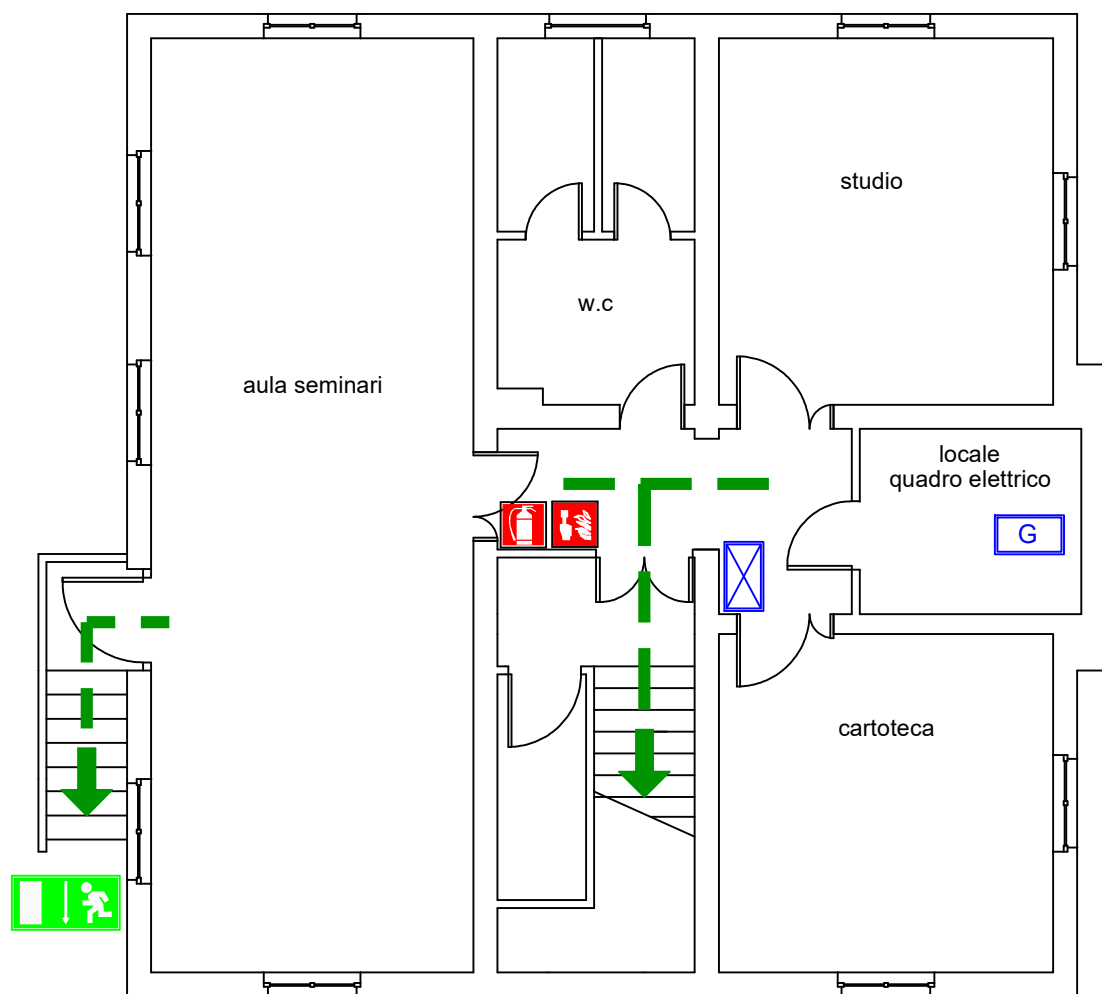 studio
w.c
aula seminari
locale
quadro elettrico
G
cartoteca